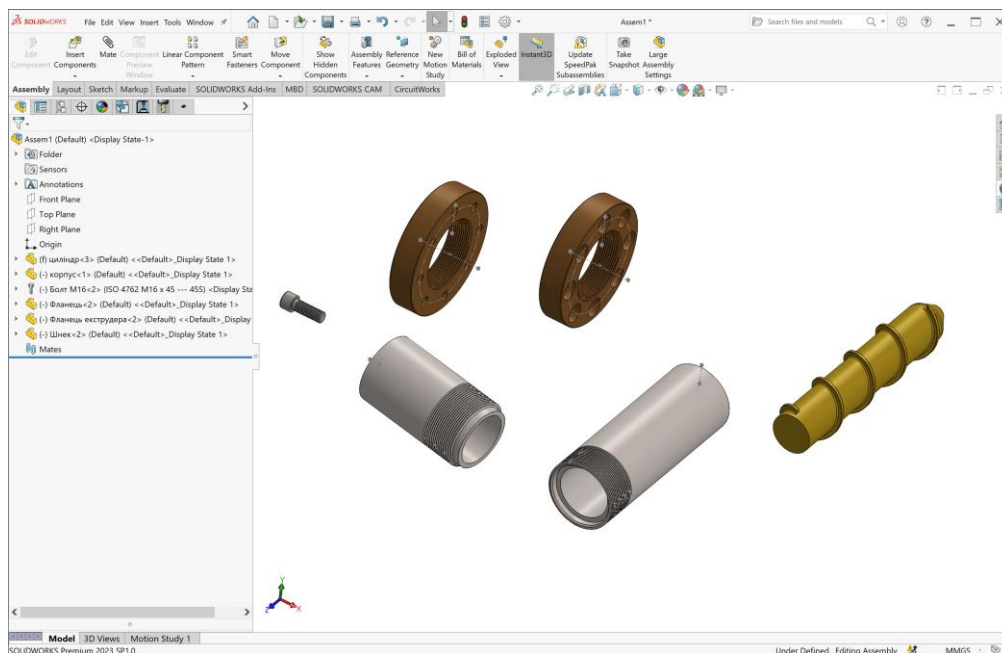 SOLIDWORKS File Edit View Insert Tools Window Assem1 * Search files and models
Edit Component
Insert Components
Mate
Component Preview Window
Linear Component Pattern
Smart Fasteners
Move Component
Show Hidden Components
Assembly Features
Reference Geometry
New Motion Study
Bill of Materials
Exploded View
Instant3D
Update SpeedPak Subassemblies
Take Snapshot
Large Assembly Settings
Assembly Layout Sketch Markup Evaluate SOLIDWORKS Add-Ins MBD SOLIDWORKS CAM CircuitWorks
Assem1 (Default) <Display State-1>
Folder
Sensors
Annotations
Front Plane
Top Plane
Right Plane
Origin
(f) циліндр<3> (Default) <<Default>_Display State 1>
(-) корпус<1> (Default) <<Default>_Display State 1>
(-) Болт М16<2> (ISO 4762 M16 x 45 --- 45S) <Display Sta
(-) Фланець<2> (Default) <<Default>_Display State 1>
(-) Фланець екструдера<2> (Default) <<Default>_Display
(-) Шнек<2> (Default) <<Default>_Display State 1>
Mates
Y
Z
X
Model 3D Views Motion Study 1
SOLIDWORKS Premium 2023 SP1.0 Under Defined Editing Assembly MMGS